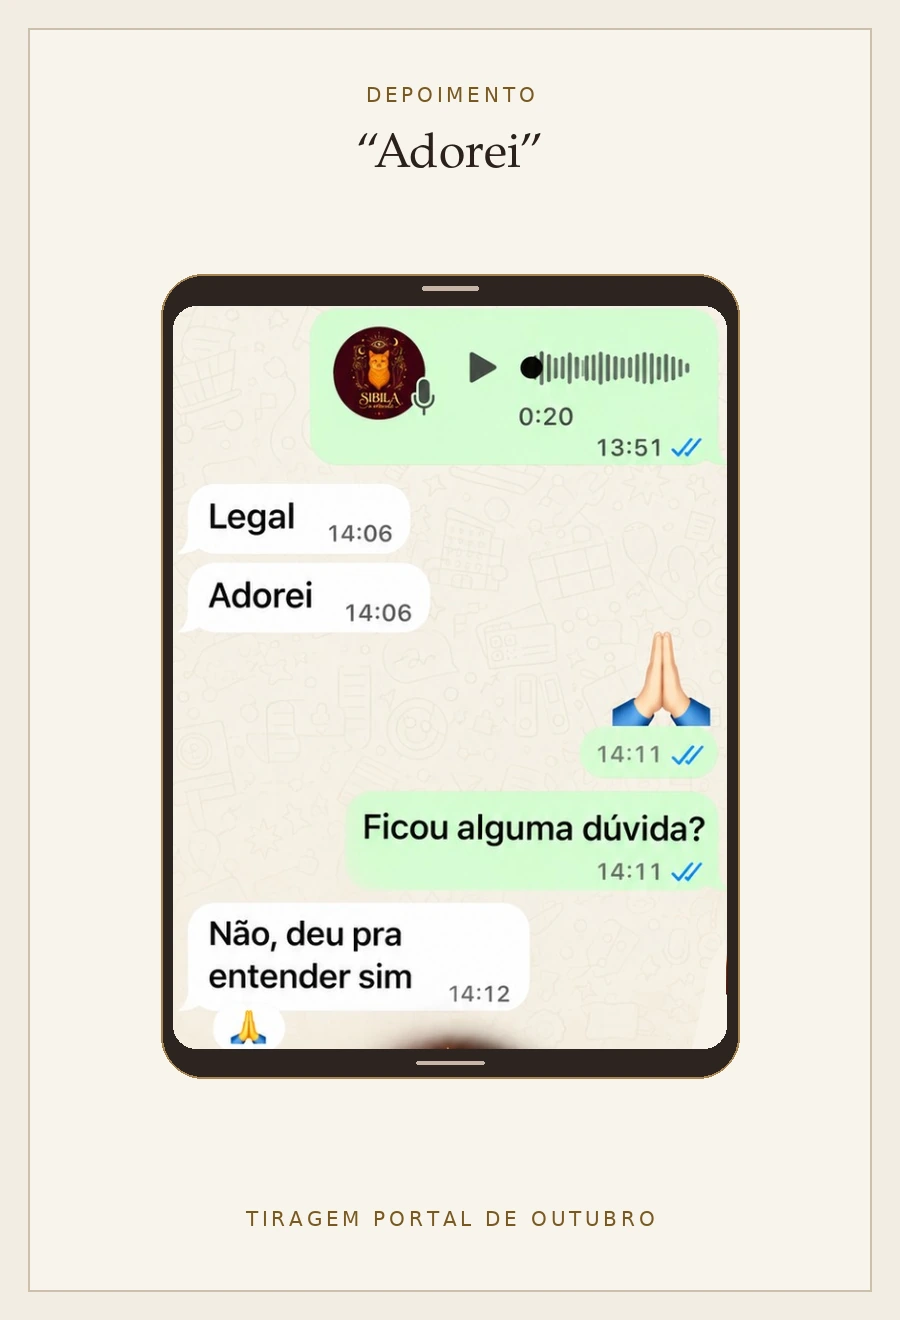 DEPOIMENTO
“Adorei”
SIBILA
0:20
13:51
Legal
14:06
Adorei
14:06
14:11
Ficou alguma dúvida?
14:11
Não, deu pra
entender sim
14:12
TIRAGEM PORTAL DE OUTUBRO